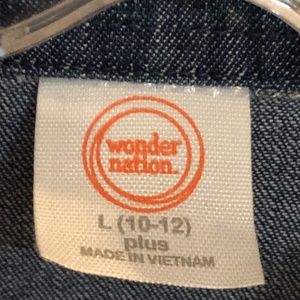 wonder
nation.
L (10-12)
plus
MADE IN VIETNAM